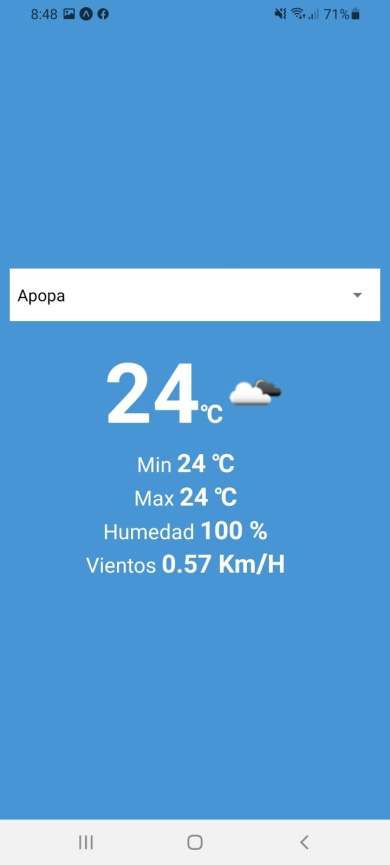 8:48 71%
Apopa
24 °C
Min 24 °C
Max 24 °C
Humedad 100 %
Vientos 0.57 Km/H